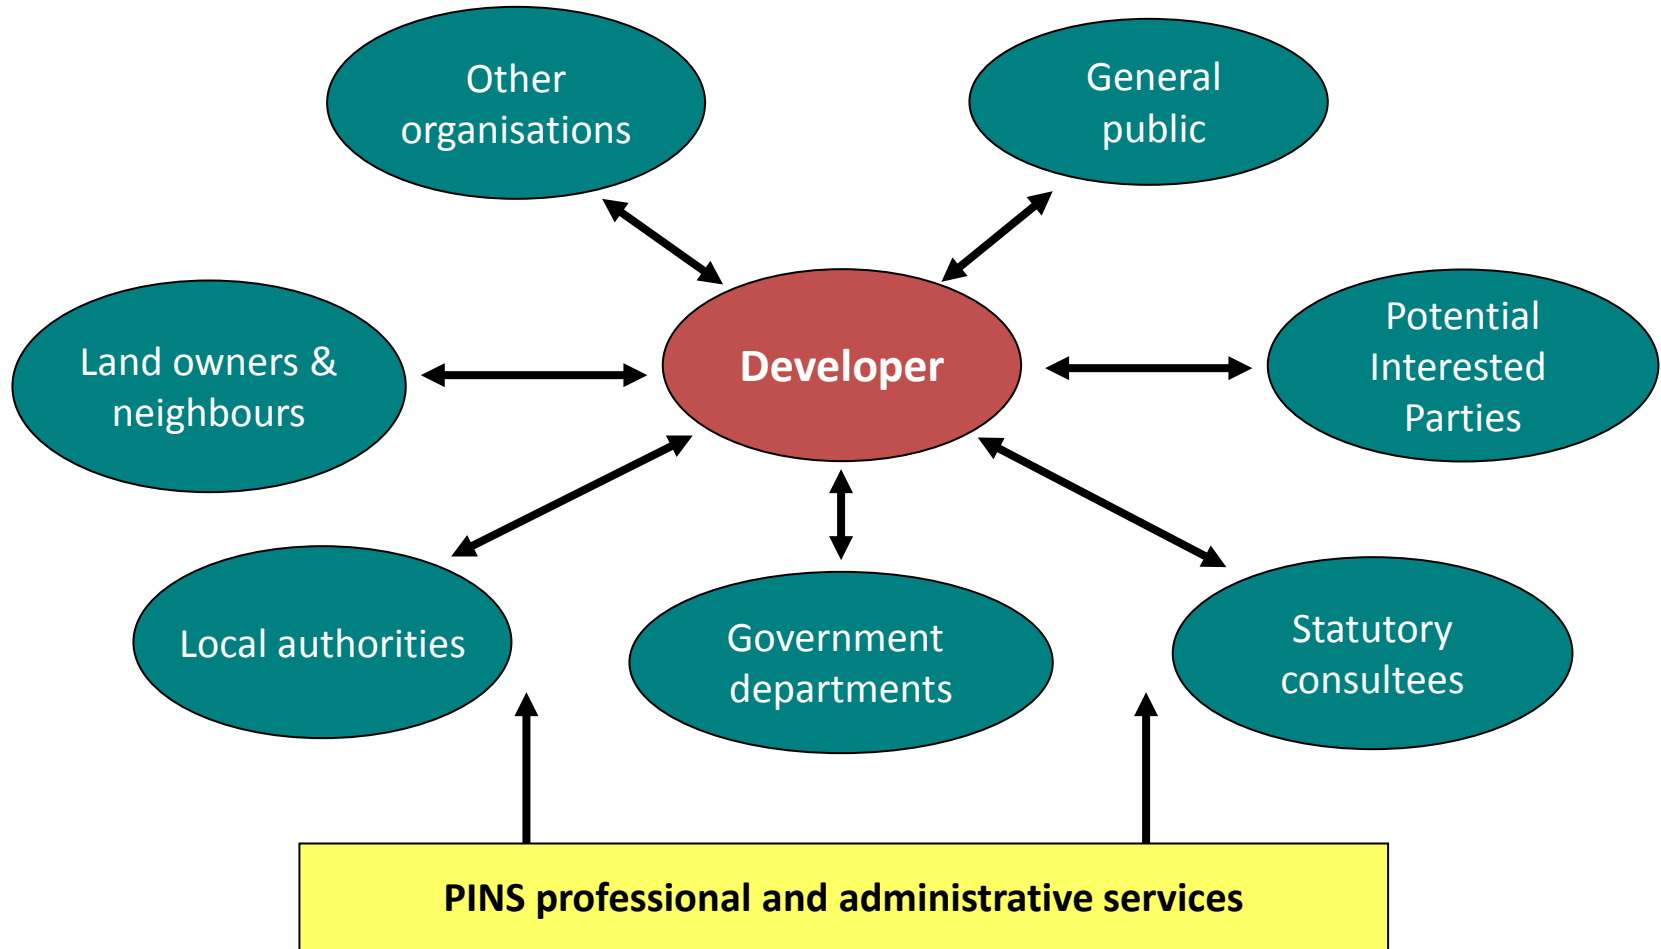 Other
organisations
General
public
Land owners &
neighbours
Developer
Potential
Interested
Parties
Local authorities
Government
departments
Statutory
consultees
PINS professional and administrative services